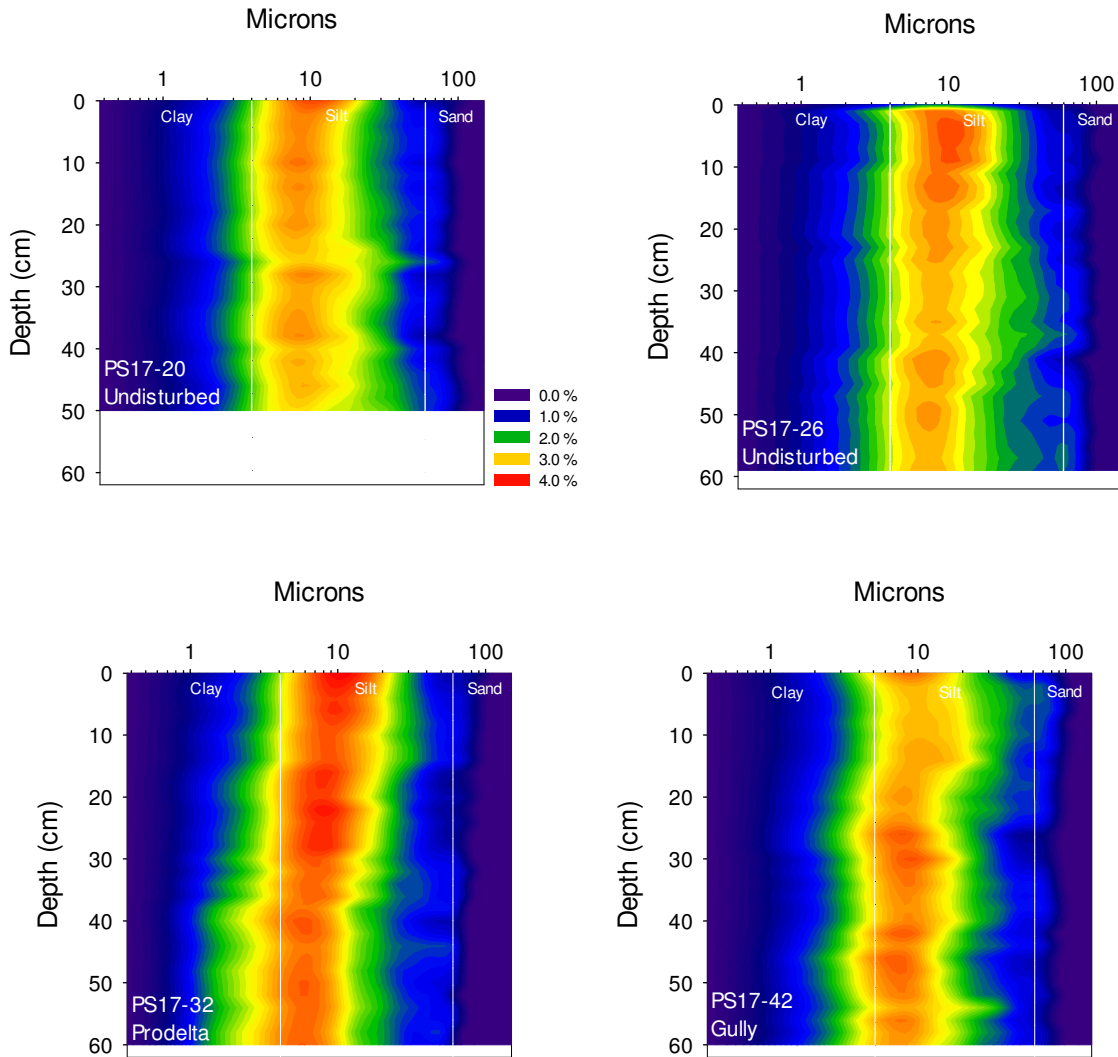 Microns
1 10 100
Clay Silt Sand
0
10
20
30
40
50
60
Depth (cm)
PS17-20
Undisturbed
0.0 %
1.0 %
2.0 %
3.0 %
4.0 %
Microns
1 10 100
Clay Silt Sand
0
10
20
30
40
50
60
Depth (cm)
PS17-26
Undisturbed
Microns
1 10 100
Clay Silt Sand
0
10
20
30
40
50
60
Depth (cm)
PS17-32
Prodelta
Microns
1 10 100
Clay Silt Sand
0
10
20
30
40
50
60
Depth (cm)
PS17-42
Gully